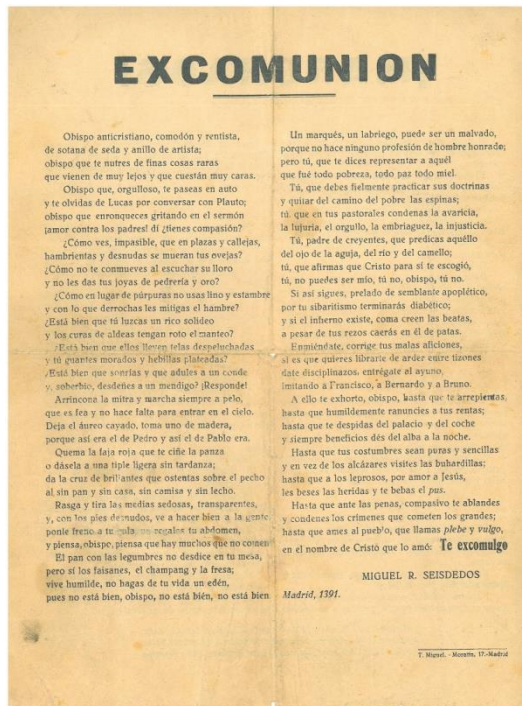 EXCOMUNION
Obispo anticristiano, comodón y rentista,
de sotana de seda y anillo de artista;
obispo que te nutres de finas cosas raras
que vienen de muy lejos y que cuestán muy caras.
Obispo que, orgulloso, te paseas en auto
y te olvidas de Lucas por conversar con Plauto;
obispo que enronqueces gritando en el sermón
¡amor contra los padres! di ¿tienes compasión?
¿Cómo ves, impasible, que en plazas y callejas,
hambrientas y desnudas se mueran tus ovejas?
¿Cómo no te conmueves al escuchar su lloro
y no les das tus joyas de pedrería y oro?
¿Cómo en lugar de púrpuras no usas lino y estambre
y con lo que derrochas les mitigas el hambre?
¿Está bien que tú luzcas un rico solideo
y los curas de aldeas tengan roto el manteo?
¿Está bien que ellos lleven telas despeluchadas
y tú guantes morados y hebillas plateadas?
¿Está bien que sonrías y que adules a un conde
y, soberbio, desdeñes a un mendigo? ¡Responde!
Arrincona la mitra y marcha siempre a pelo,
que es fea y no hace falta para entrar en el cielo.
Deja el áureo cayado, toma uno de madera,
porque así era el de Pedro y así el de Pablo era.
Quema la faja roja que te ciñe la panza
o dásela a una tiple ligera sin tardanza;
da la cruz de brillantes que ostentas sobre el pecho
al sin pan y sin casa, sin camisa y sin lecho.
Rasga y tira las medias sedosas, transparentes,
y, con los pies desnudos, ve a hacer bien a la gente.
ponle freno a tu gula, no regales tu abdomen,
y piensa, obispo, piensa que hay muchos que no comen
El pan con las legumbres no desdice en tu mesa,
pero sí los faisanes, el champang y la fresa;
vive humilde, no hagas de tu vida un edén,
pues no está bien, obispo, no está bién, no está bien
Un marqués, un labriego, puede ser un malvado,
porque no hace ninguno profesión de hombre honrado;
pero tú, que te dices representar a aquél
que fué todo pobreza, todo paz todo miel.
Tú, que debes fielmente practicar sus doctrinas
y quitar del camino del pobre las espinas;
tú, que en tus pastorales condenas la avaricia,
la lujuria, el orgullo, la embriaguez, la injusticia.
Tú, padre de creyentes, que predicas aquéllo
del ojo de la aguja, del río y del camello;
tú, que afirmas que Cristo para sí te escogió,
tú, no puedes ser mío, tú no, obispo, tú no.
Si así sigues, prelado de semblante apoplético,
por tu sibaritismo terminarás diabético;
y si el infierno existe, coma creen las beatas,
a pesar de tus rezos caerás en él de patas.
Enmiéndate, corrige tus malas aficiones,
si es que quieres librarte de arder entre tizones
date disciplinazos, entrégate al ayuno,
imitando a Francisco, a Bernardo y a Bruno.
A ello te exhorto, obispo, hasta que te arrepientas,
hasta que humildemente ranuncies a tus rentas;
hasta que te despidas del palacio y del coche
y siempre beneficios dés del alba a la noche.
Hasta que tus costumbres sean puras y sencillas
y en vez de los alcázares visites las buhardillas;
hasta que a los leprosos, por amor a Jesús,
les beses las heridas y te bebas el pus.
Hasta que ante las penas, compasivo te ablandes
y condenes los crimenes que cometen los grandes;
hasta que ames al pueblo, que llamas plebe y vulgo,
en el nombre de Cristó que lo amó: Te excomulgo
MIGUEL R. SEISDEDOS
Madrid, 1391.
T. Miguel. - Moratín, 17.-Madrid